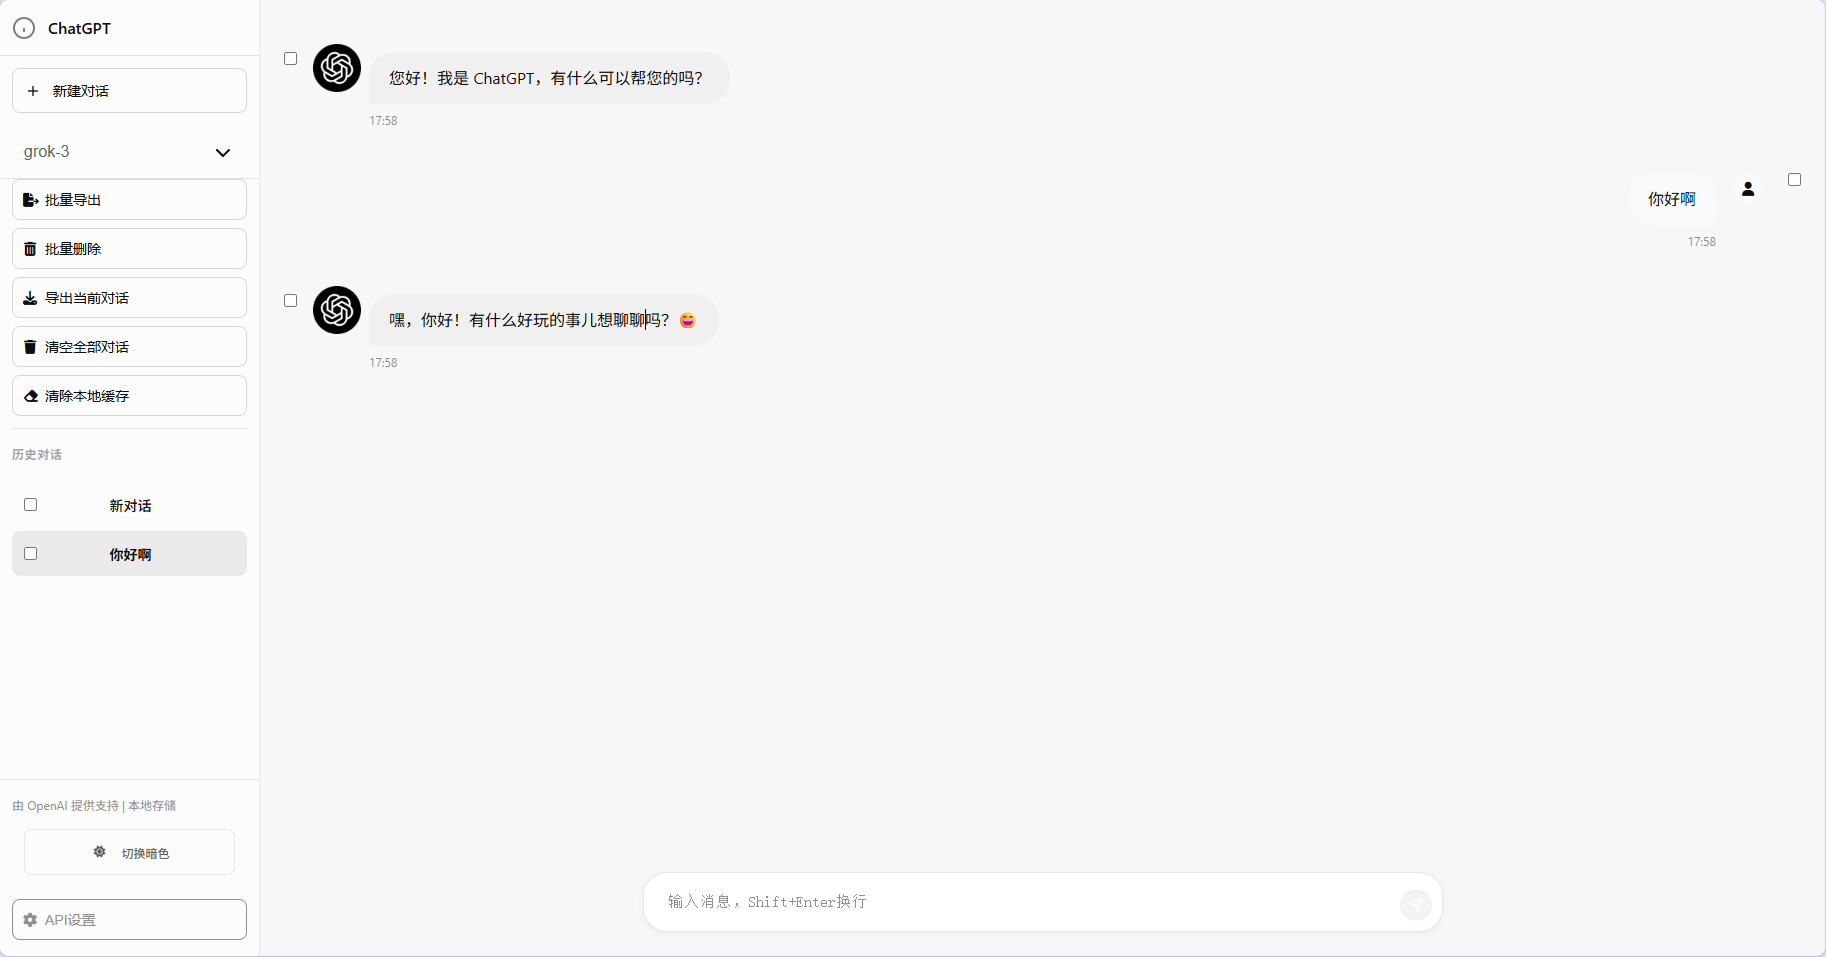 ChatGPT
新建对话
grok-3
批量导出
批量删除
导出当前对话
清空全部对话
清除本地缓存
历史对话
新对话
你好啊
由 OpenAI 提供支持 | 本地存储
切换暗色
API设置
您好！我是 ChatGPT，有什么可以帮您的吗？
17:58
你好啊
17:58
嘿，你好！有什么好玩的事儿想聊聊吗？😄
17:58
输入消息，Shift+Enter换行